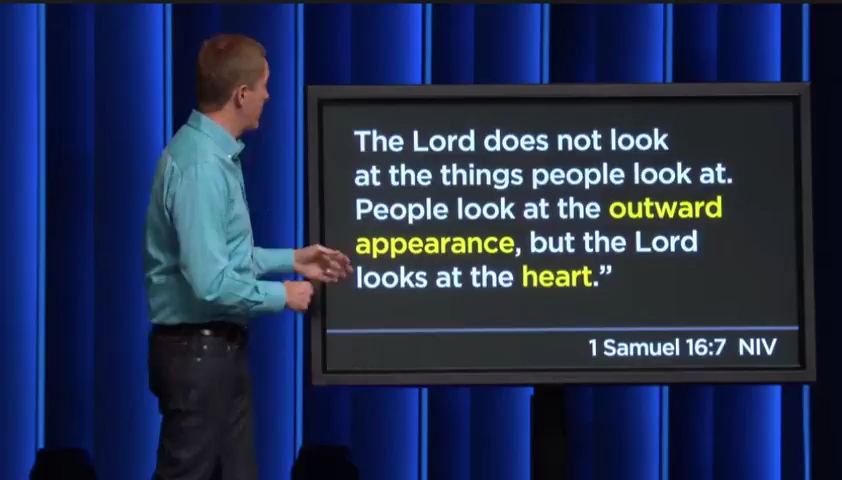 The Lord does not look
at the things people look at.
People look at the outward
appearance, but the Lord
looks at the heart.”
1 Samuel 16:7 NIV